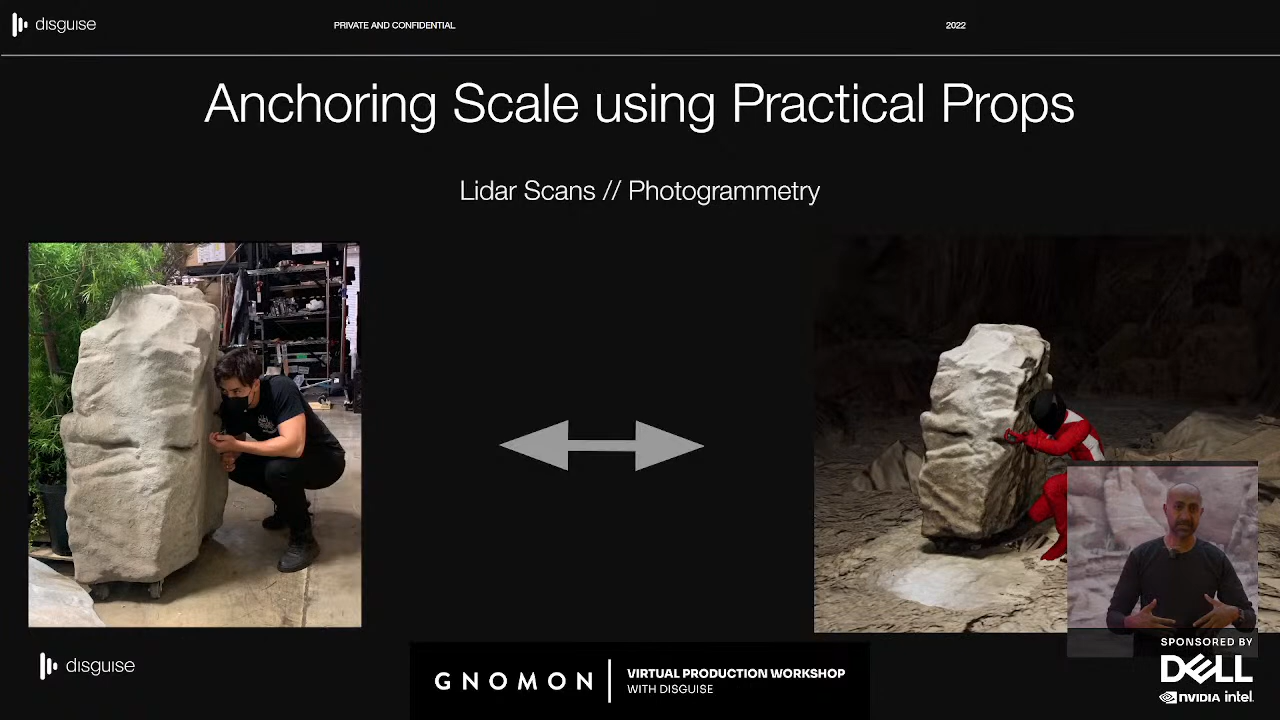 disguise
PRIVATE AND CONFIDENTIAL
2022
Anchoring Scale using Practical Props
Lidar Scans // Photogrammetry
disguise
GNOMON
VIRTUAL PRODUCTION WORKSHOP
WITH DISGUISE
SPONSORED BY
DELL
NVIDIA intel.